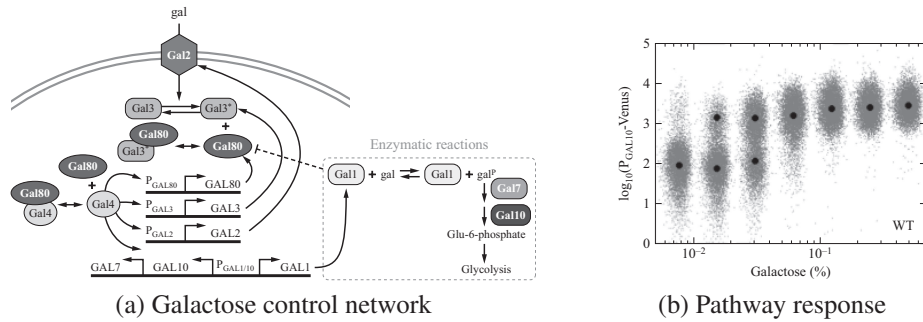 gal
Gal2
Gal3
Gal3*
+
Gal80
Gal3*
Gal80
Gal80
+
Gal80
Gal4
Gal4
P_GAL80 GAL80
P_GAL3 GAL3
P_GAL2 GAL2
GAL7 GAL10 P_GAL1/10 GAL1
Enzymatic reactions
Gal1 + gal Gal1 + gal^p
Gal7
Gal10
Glu-6-phosphate
Glycolysis
(a) Galactose control network
log₁₀(P_GAL10-Venus)
5
4
3
2
1
0
WT
10⁻² 10⁻¹
Galactose (%)
(b) Pathway response